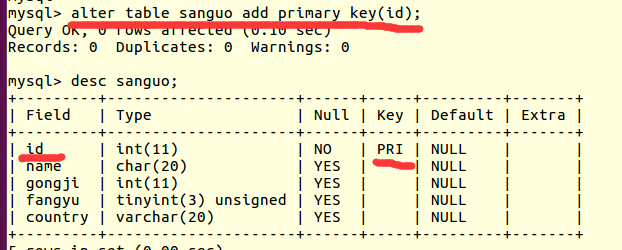 mysql> alter table sanguo add primary key(id);
Query OK, 0 rows affected (0.10 sec)
Records: 0  Duplicates: 0  Warnings: 0

mysql> desc sanguo;
+---------+---------------------+------+-----+---------+-------+
| Field   | Type                | Null | Key | Default | Extra |
+---------+---------------------+------+-----+---------+-------+
| id      | int(11)             | NO   | PRI | NULL    |       |
| name    | char(20)            | YES  |     | NULL    |       |
| gongji  | int(11)             | YES  |     | NULL    |       |
| fangyu  | tinyint(3) unsigned | YES  |     | NULL    |       |
| country | varchar(20)         | YES  |     | NULL    |       |
+---------+---------------------+------+-----+---------+-------+
5 rows in set (0.00 sec)